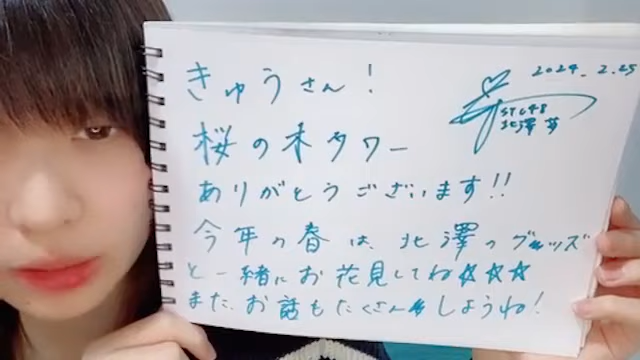 きゅうさん!
2024.2.25
STU48
北澤 夢
桜の木タワー
ありがとうございます!!
今年の春は、北澤のグッズ
と一緒にお花見してね☆☆☆
また、お話もたくさんしようね!